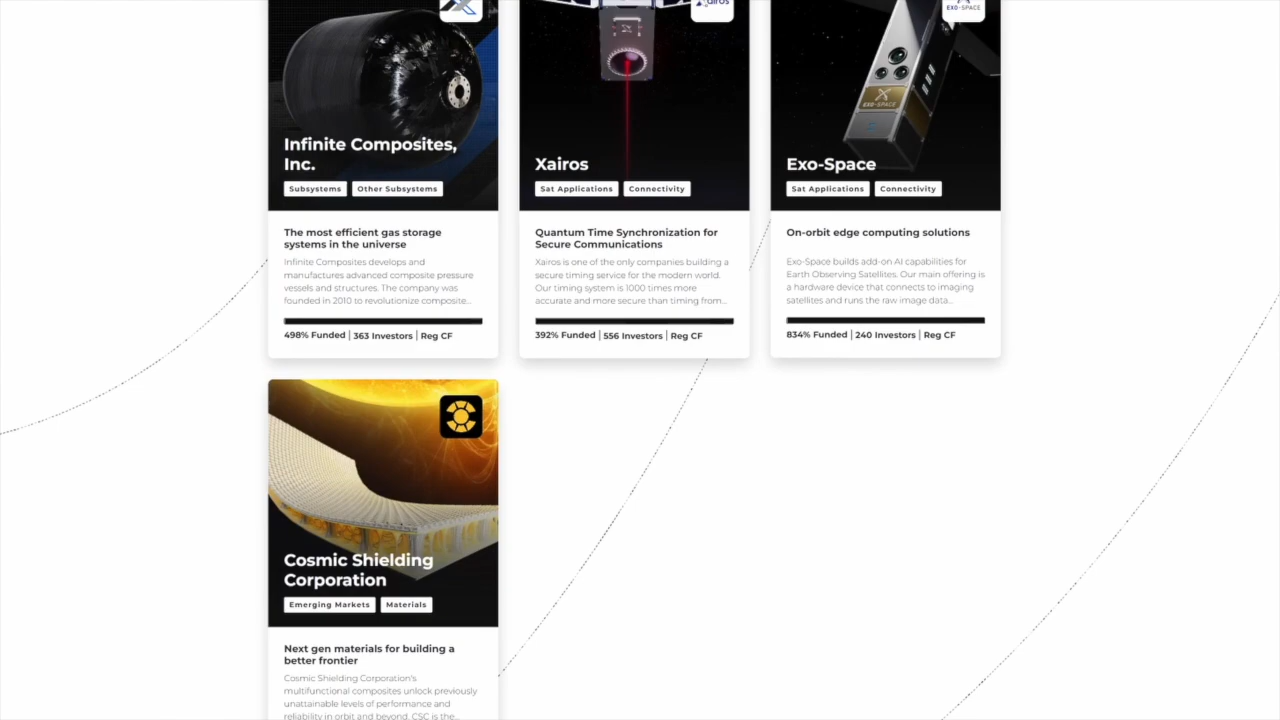 Infinite Composites,
Inc.
Subsystems
Other Subsystems
The most efficient gas storage
systems in the universe
Infinite Composites develops and
manufactures advanced composite pressure
vessels and structures. The company was
founded in 2010 to revolutionize composite...
498% Funded | 363 Investors | Reg CF
Xairos
Sat Applications
Connectivity
Quantum Time Synchronization for
Secure Communications
Xairos is one of the only companies building a
secure timing service for the modern world.
Our timing system is 1000 times more
accurate and more secure than timing from...
392% Funded | 556 Investors | Reg CF
EXO-SPACE
EXO-SPACE
Exo-Space
Sat Applications
Connectivity
On-orbit edge computing solutions
Exo-Space builds add-on AI capabilities for
Earth Observing Satellites. Our main offering is
a hardware device that connects to imaging
satellites and runs the raw image data...
834% Funded | 240 Investors | Reg CF
Cosmic Shielding
Corporation
Emerging Markets
Materials
Next gen materials for building a
better frontier
Cosmic Shielding Corporation's
multifunctional composites unlock previously
unattainable levels of performance and
reliability in orbit and beyond. CSC is the...